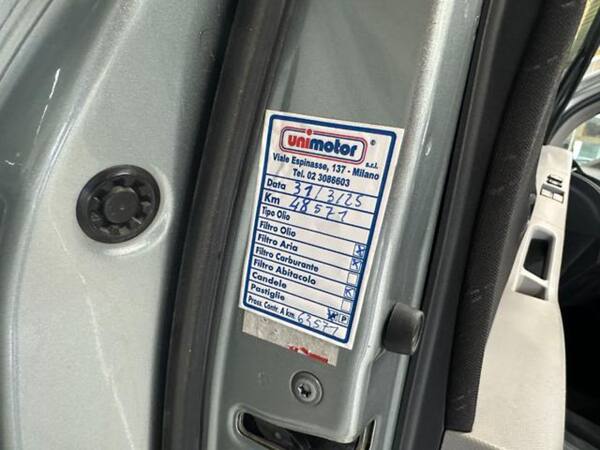 unimotor ® s.r.l.
Viale Espinasse, 137 - Milano
Tel. 02 3086603
Data 31/3/25
Km 48571
Tipo Olio
Filtro Olio
Filtro Aria
Filtro Carburante
Filtro Abitacolo
Candele
Pastiglie
P
Pross. Contr. A km. 63571